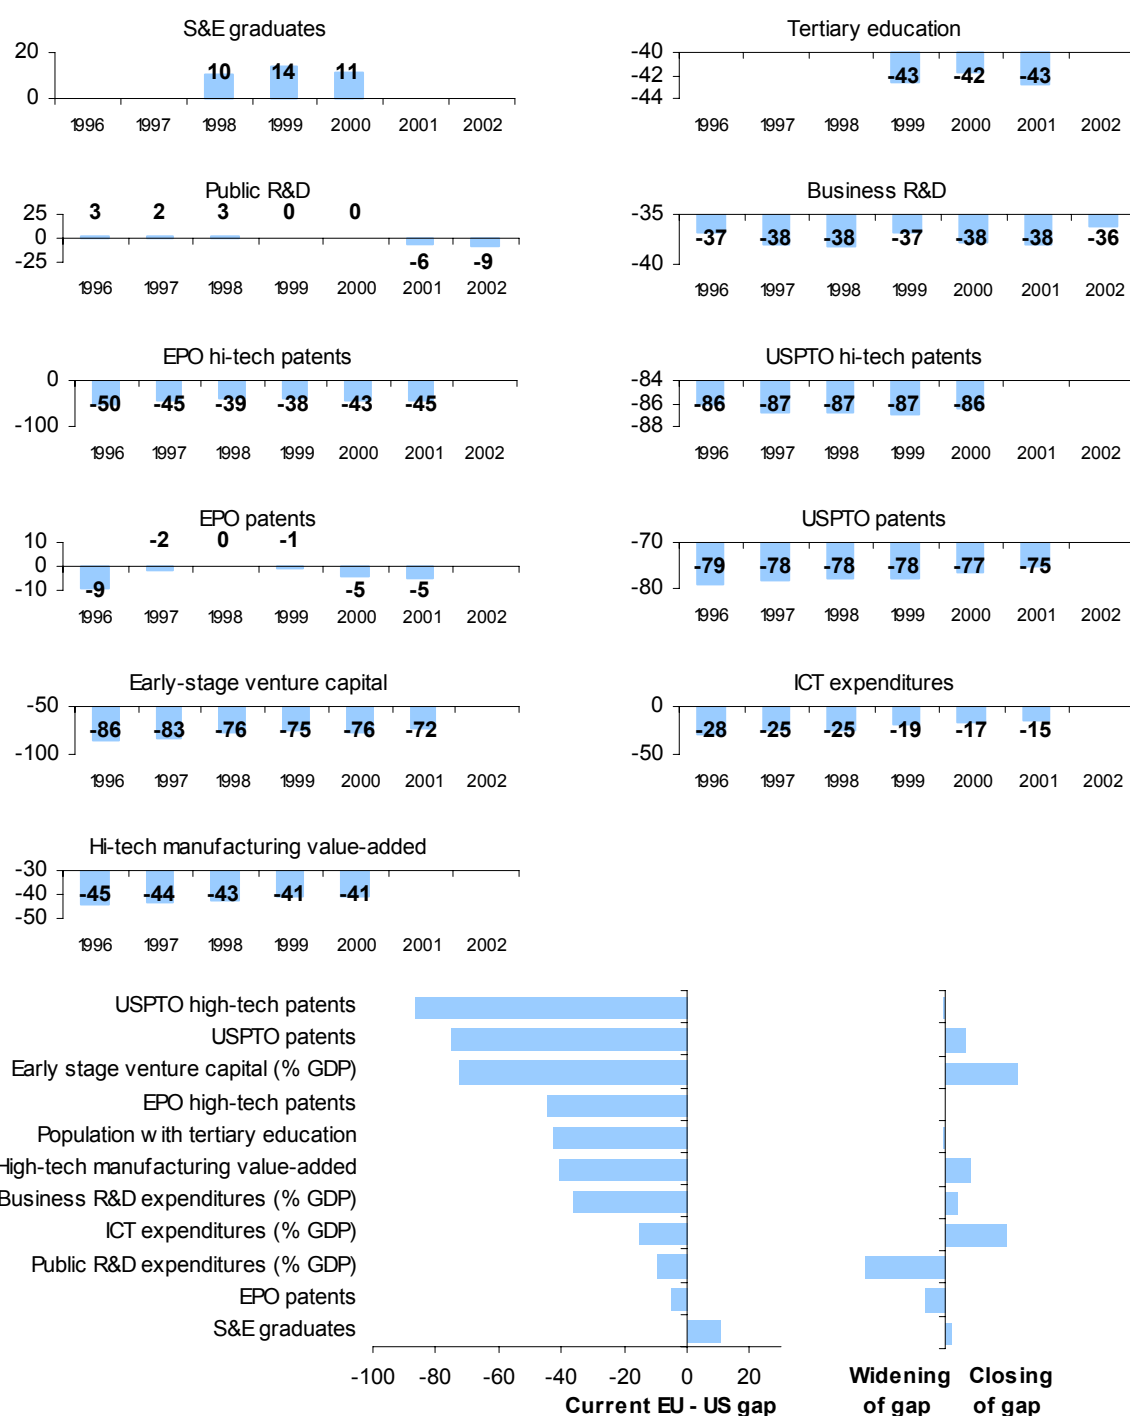 S&E graduates
20
0
10 14 11
1996 1997 1998 1999 2000 2001 2002
Tertiary education
-40
-42
-44
-43 -42 -43
1996 1997 1998 1999 2000 2001 2002
Public R&D
25
0
-25
3 2 3 0 0 -6 -9
1996 1997 1998 1999 2000 2001 2002
Business R&D
-35
-40
-37 -38 -38 -37 -38 -38 -36
1996 1997 1998 1999 2000 2001 2002
EPO hi-tech patents
0
-100
-50 -45 -39 -38 -43 -45
1996 1997 1998 1999 2000 2001 2002
USPTO hi-tech patents
-84
-86
-88
-86 -87 -87 -87 -86
1996 1997 1998 1999 2000 2001 2002
EPO patents
10
0
-10
-9 -2 0 -1 -5 -5
1996 1997 1998 1999 2000 2001 2002
USPTO patents
-70
-80
-79 -78 -78 -78 -77 -75
1996 1997 1998 1999 2000 2001 2002
Early-stage venture capital
-50
-100
-86 -83 -76 -75 -76 -72
1996 1997 1998 1999 2000 2001 2002
ICT expenditures
0
-50
-28 -25 -25 -19 -17 -15
1996 1997 1998 1999 2000 2001 2002
Hi-tech manufacturing value-added
-30
-40
-50
-45 -44 -43 -41 -41
1996 1997 1998 1999 2000 2001 2002
USPTO high-tech patents
USPTO patents
Early stage venture capital (% GDP)
EPO high-tech patents
Population with tertiary education
High-tech manufacturing value-added
Business R&D expenditures (% GDP)
ICT expenditures (% GDP)
Public R&D expenditures (% GDP)
EPO patents
S&E graduates
-100 -80 -60 -40 -20 0 20
Current EU - US gap
Widening of gap
Closing of gap